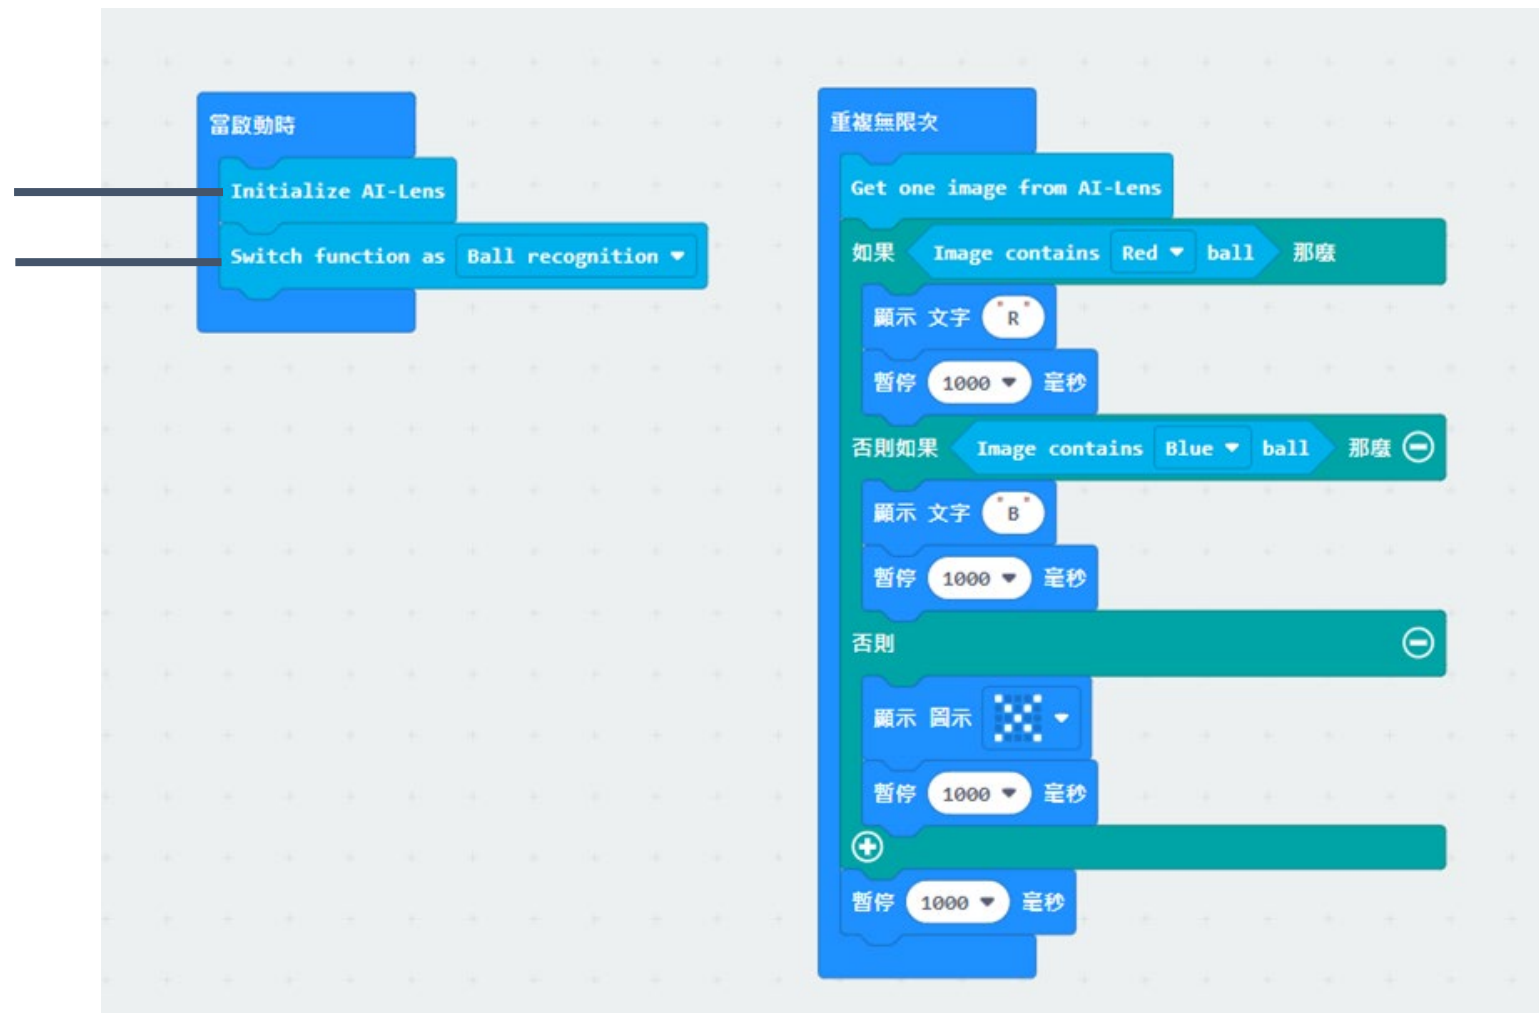 當啟動時
Initialize AI-Lens
Switch function as Ball recognition
重複無限次
Get one image from AI-Lens
如果 Image contains Red ball 那麼
顯示 文字 "R"
暫停 1000 毫秒
否則如果 Image contains Blue ball 那麼
顯示 文字 "B"
暫停 1000 毫秒
否則
顯示 圖示
暫停 1000 毫秒
暫停 1000 毫秒